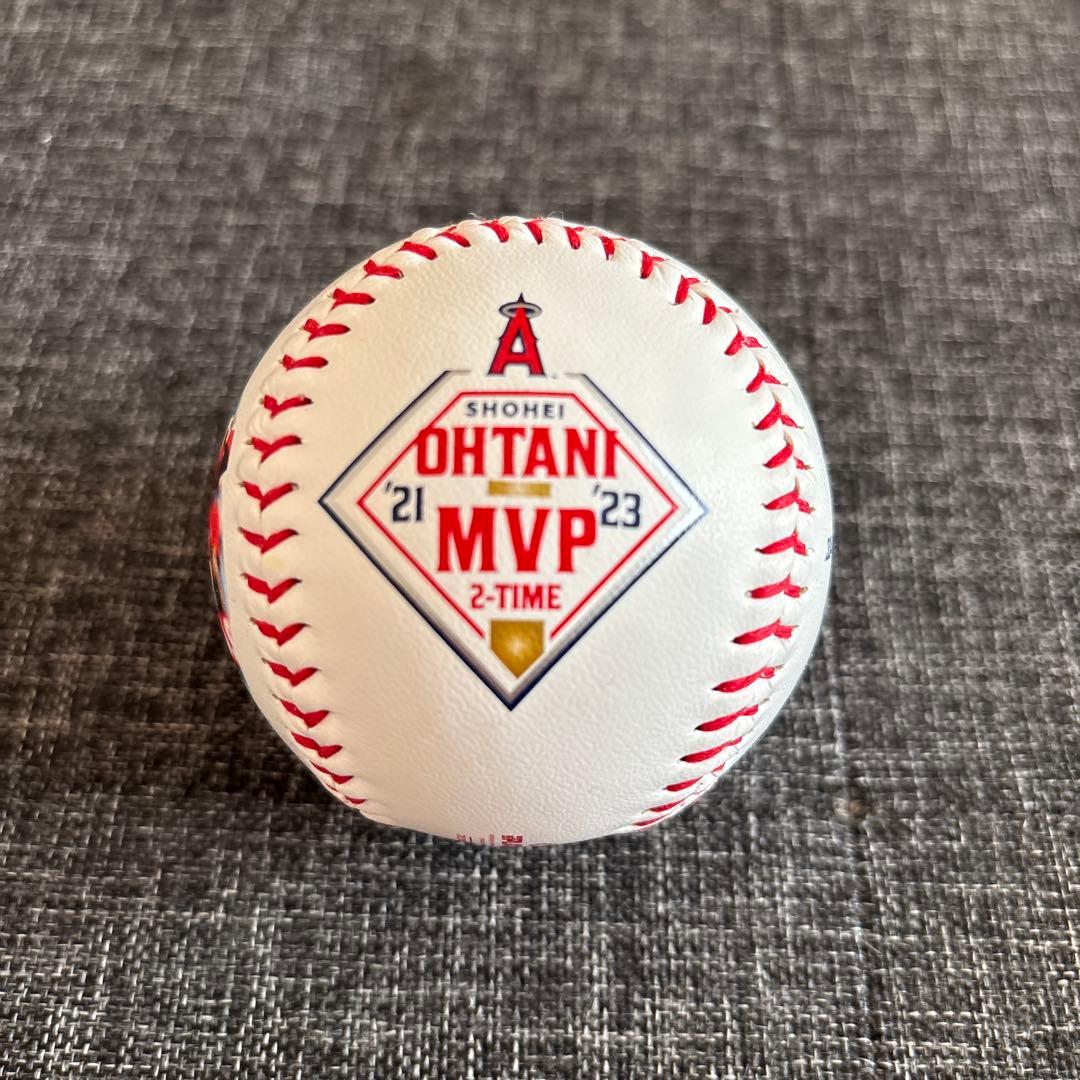 A
SHOHEI
OHTANI
'21 '23
MVP
2-TIME